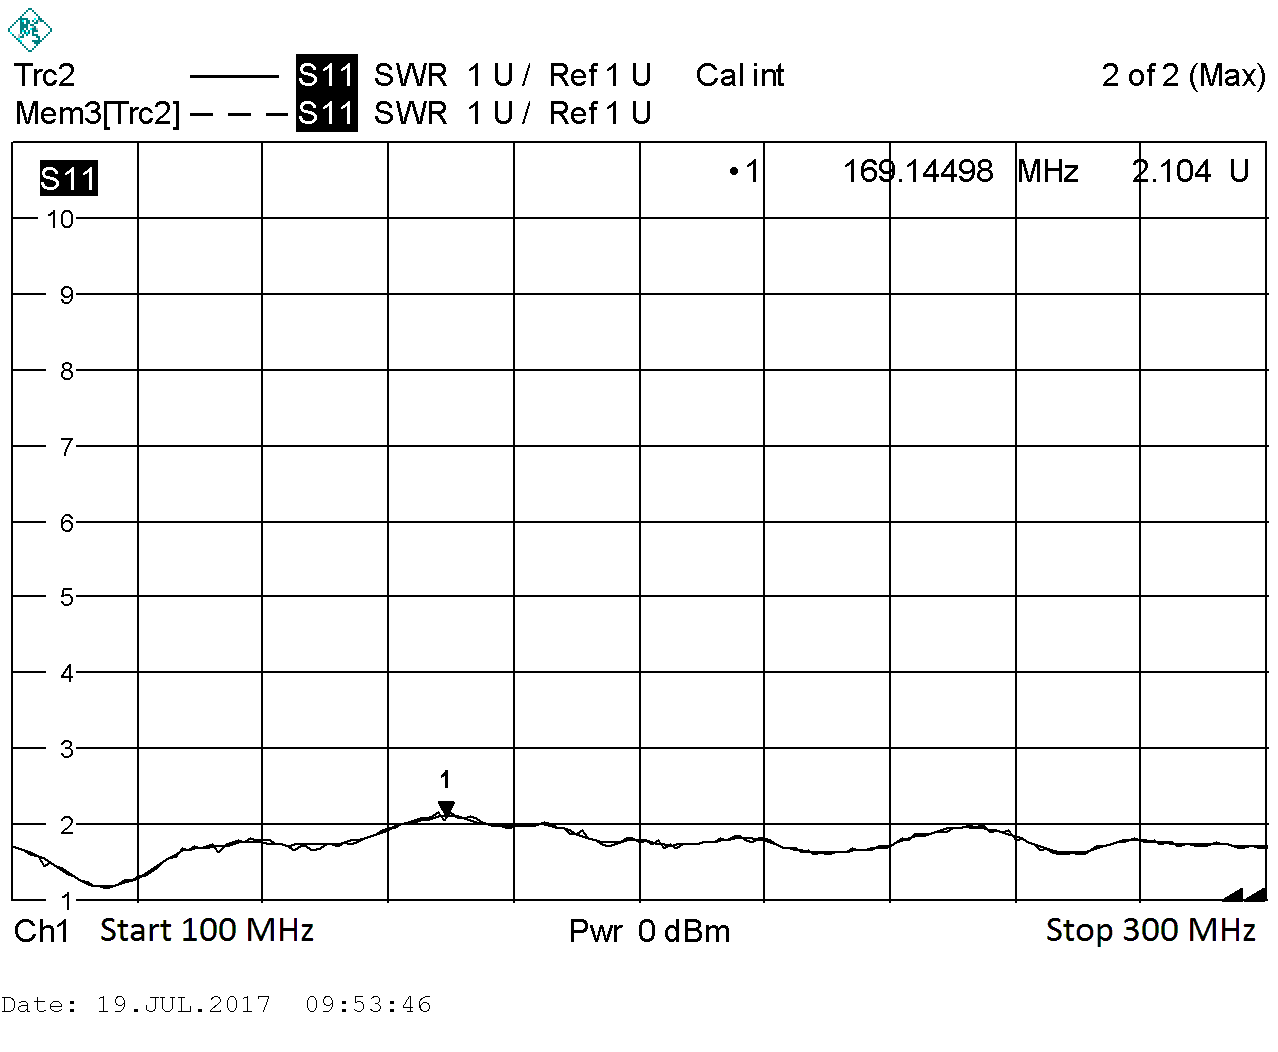 Trc2 S11 SWR 1 U / Ref 1 U Cal int 2 of 2 (Max)
Mem3[Trc2] S11 SWR 1 U / Ref 1 U
S11 •1 169.14498 MHz 2.104 U
10
9
8
7
6
5
4
3
1
2
1
Ch1 Start 100 MHz Pwr 0 dBm Stop 300 MHz
Date: 19.JUL.2017 09:53:46